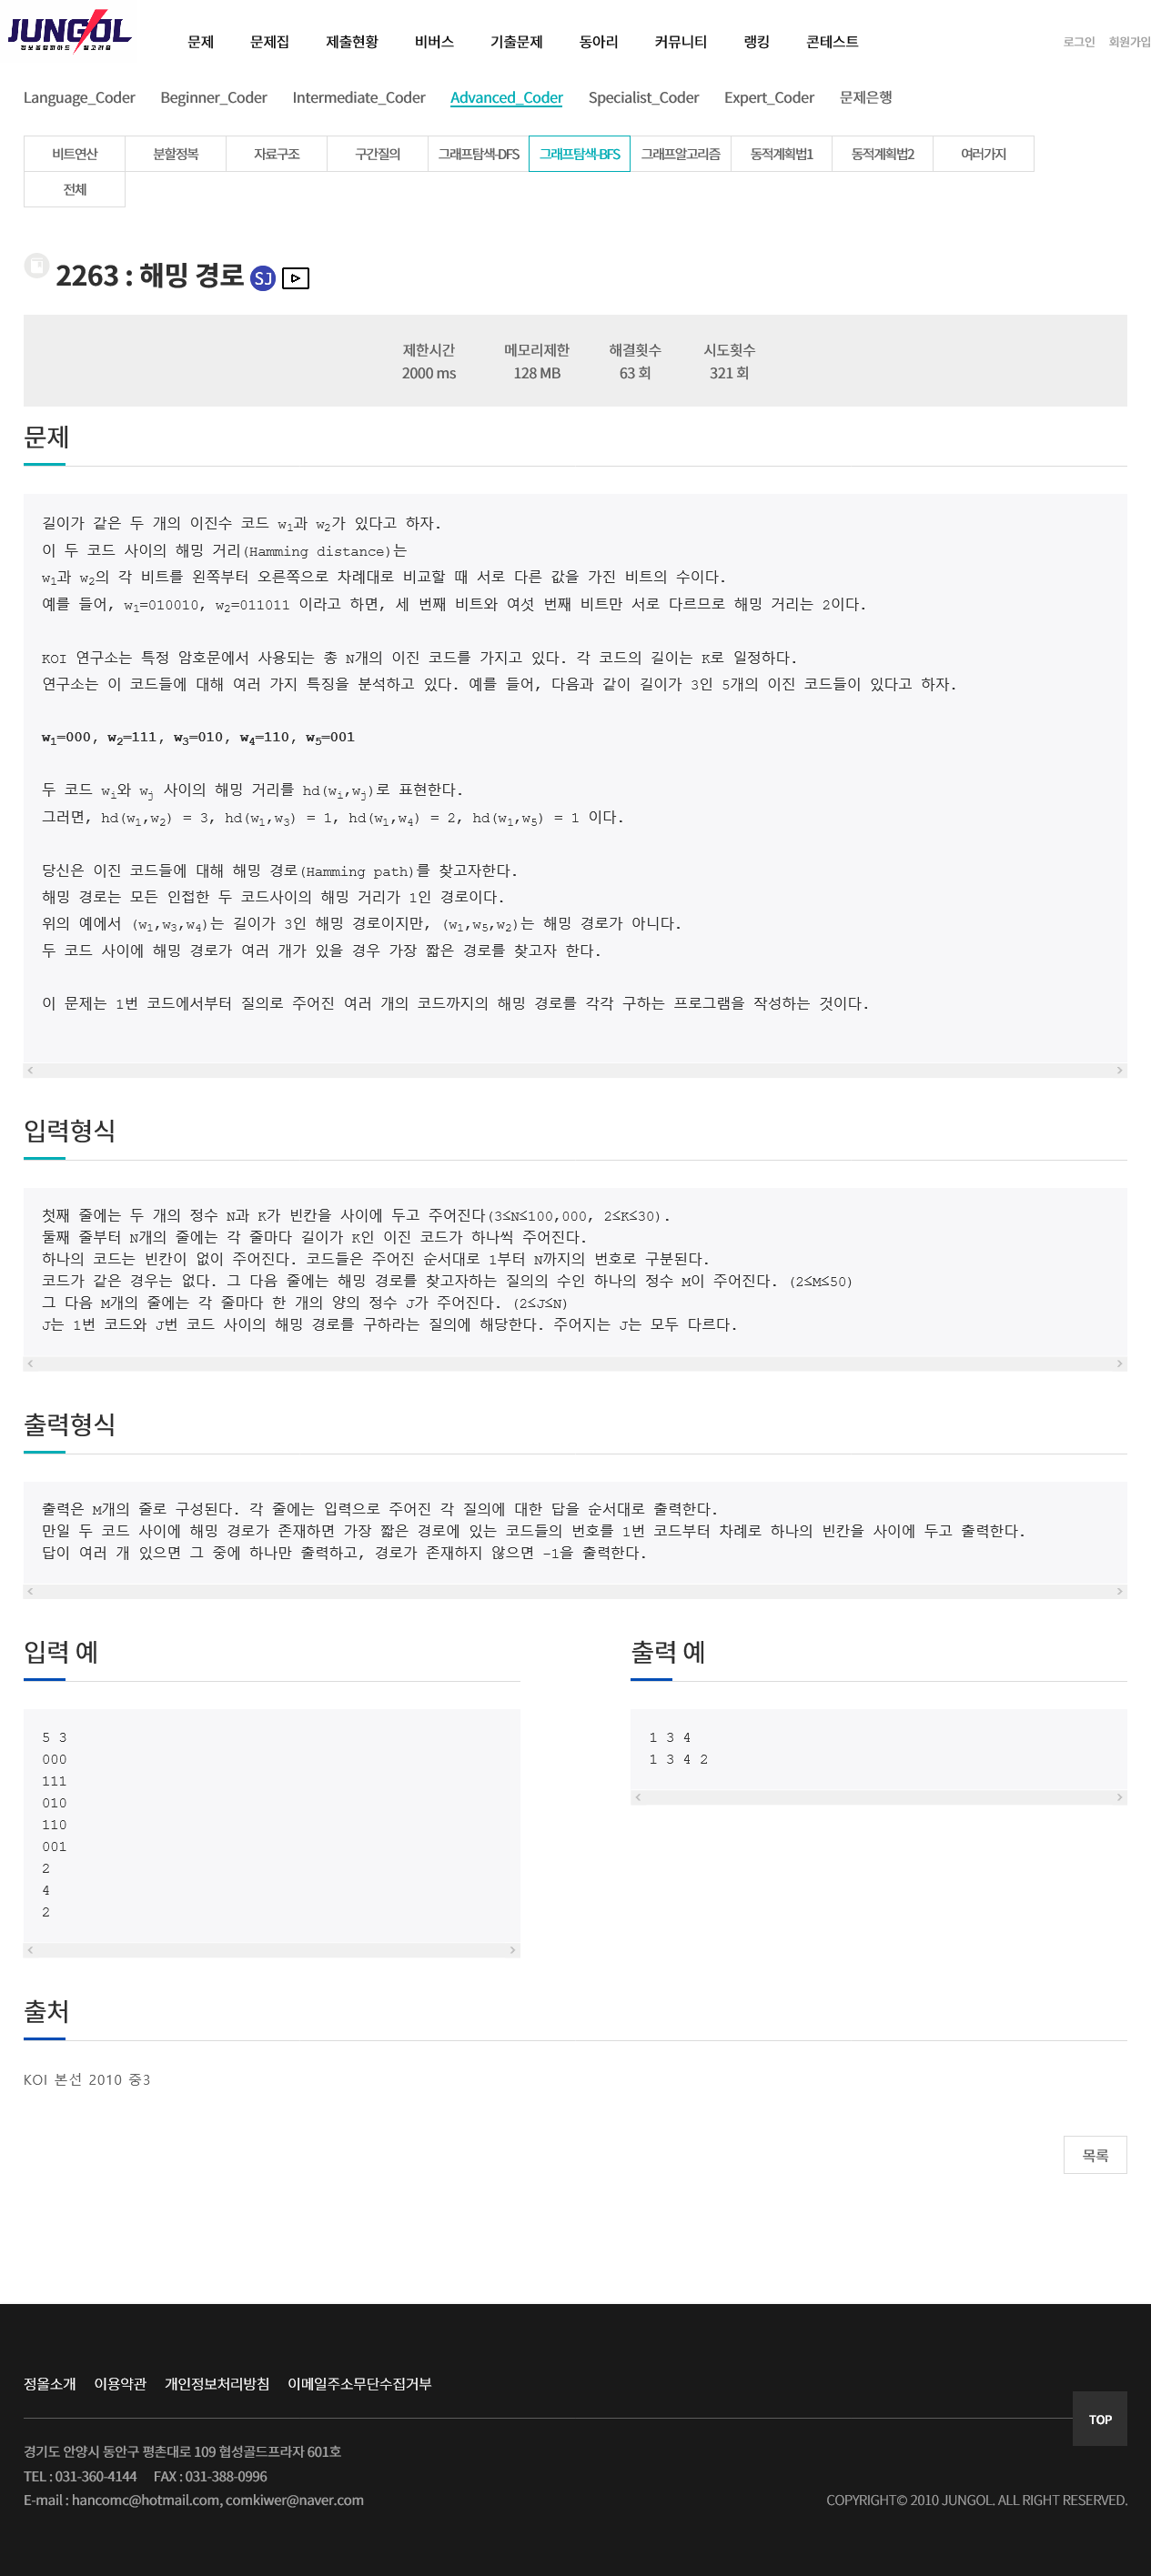 JUNGOL
정보올림피아드 알고리즘
문제 문제집 제출현황 비버스 기출문제 동아리 커뮤니티 랭킹 콘테스트 로그인 회원가입
Language_Coder Beginner_Coder Intermediate_Coder Advanced_Coder Specialist_Coder Expert_Coder 문제은행
비트연산 분할정복 자료구조 구간질의 그래프탐색-DFS 그래프탐색-BFS 그래프알고리즘 동적계획법1 동적계획법2 여러가지
전체
2263 : 해밍 경로 SJ
제한시간 메모리제한 해결횟수 시도횟수
2000 ms 128 MB 63 회 321 회
문제
길이가 같은 두 개의 이진수 코드 w1과 w2가 있다고 하자.
이 두 코드 사이의 해밍 거리(Hamming distance)는
w1과 w2의 각 비트를 왼쪽부터 오른쪽으로 차례대로 비교할 때 서로 다른 값을 가진 비트의 수이다.
예를 들어, w1=010010, w2=011011 이라고 하면, 세 번째 비트와 여섯 번째 비트만 서로 다르므로 해밍 거리는 2이다.
KOI 연구소는 특정 암호문에서 사용되는 총 N개의 이진 코드를 가지고 있다. 각 코드의 길이는 K로 일정하다.
연구소는 이 코드들에 대해 여러 가지 특징을 분석하고 있다. 예를 들어, 다음과 같이 길이가 3인 5개의 이진 코드들이 있다고 하자.
w1=000, w2=111, w3=010, w4=110, w5=001
두 코드 wi와 wj 사이의 해밍 거리를 hd(wi,wj)로 표현한다.
그러면, hd(w1,w2) = 3, hd(w1,w3) = 1, hd(w1,w4) = 2, hd(w1,w5) = 1 이다.
당신은 이진 코드들에 대해 해밍 경로(Hamming path)를 찾고자한다.
해밍 경로는 모든 인접한 두 코드사이의 해밍 거리가 1인 경로이다.
위의 예에서 (w1,w3,w4)는 길이가 3인 해밍 경로이지만, (w1,w5,w2)는 해밍 경로가 아니다.
두 코드 사이에 해밍 경로가 여러 개가 있을 경우 가장 짧은 경로를 찾고자 한다.
이 문제는 1번 코드에서부터 질의로 주어진 여러 개의 코드까지의 해밍 경로를 각각 구하는 프로그램을 작성하는 것이다.
입력형식
첫째 줄에는 두 개의 정수 N과 K가 빈칸을 사이에 두고 주어진다(3≤N≤100,000, 2≤K≤30).
둘째 줄부터 N개의 줄에는 각 줄마다 길이가 K인 이진 코드가 하나씩 주어진다.
하나의 코드는 빈칸이 없이 주어진다. 코드들은 주어진 순서대로 1부터 N까지의 번호로 구분된다.
코드가 같은 경우는 없다. 그 다음 줄에는 해밍 경로를 찾고자하는 질의의 수인 하나의 정수 M이 주어진다. (2≤M≤50)
그 다음 M개의 줄에는 각 줄마다 한 개의 양의 정수 J가 주어진다. (2≤J≤N)
J는 1번 코드와 J번 코드 사이의 해밍 경로를 구하라는 질의에 해당한다. 주어지는 J는 모두 다르다.
출력형식
출력은 M개의 줄로 구성된다. 각 줄에는 입력으로 주어진 각 질의에 대한 답을 순서대로 출력한다.
만일 두 코드 사이에 해밍 경로가 존재하면 가장 짧은 경로에 있는 코드들의 번호를 1번 코드부터 차례로 하나의 빈칸을 사이에 두고 출력한다.
답이 여러 개 있으면 그 중에 하나만 출력하고, 경로가 존재하지 않으면 -1을 출력한다.
입력 예
5 3
000
111
010
110
001
2
4
2
출력 예
1 3 4
1 3 4 2
출처
KOI 본선 2010 중3
목록
정올소개 이용약관 개인정보처리방침 이메일주소무단수집거부
TOP
경기도 안양시 동안구 평촌대로 109 협성골드프라자 601호
TEL : 031-360-4144 FAX : 031-388-0996
E-mail : hancomc@hotmail.com, comkiwer@naver.com
COPYRIGHT© 2010 JUNGOL. ALL RIGHT RESERVED.